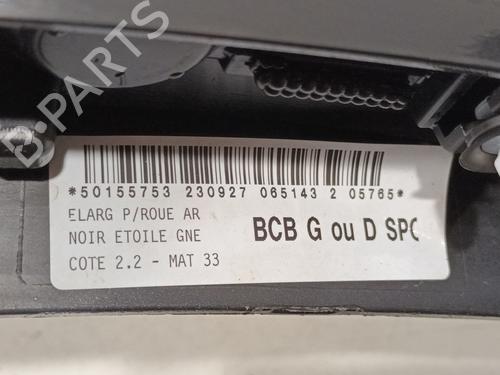 *50155753 230927 065143 2 05765*
ELARG P/ROUE AR
NOIR ETOILE GNE
COTE 2.2 - MAT 33
BCB G ou D SPO
B-PARTS